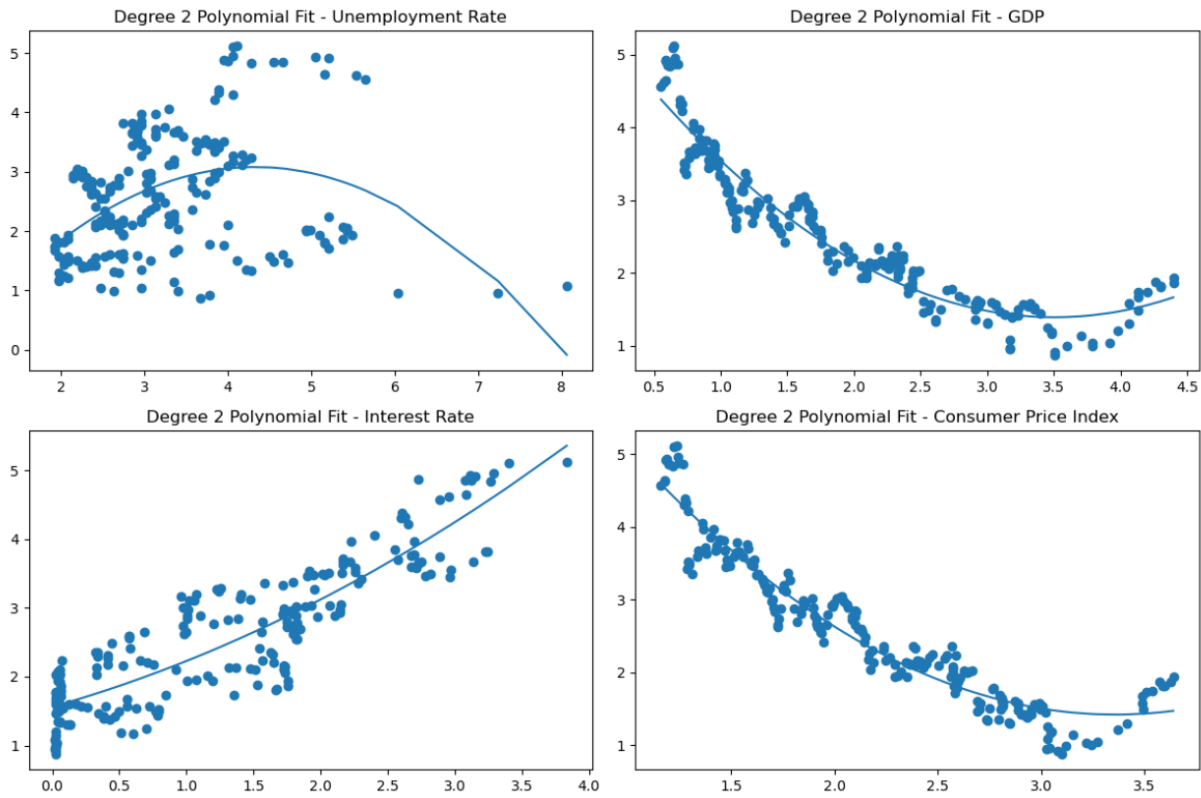 Degree 2 Polynomial Fit - Unemployment Rate
5
4
3
2
1
0
2 3 4 5 6 7 8
Degree 2 Polynomial Fit - GDP
5
4
3
2
1
0.5 1.0 1.5 2.0 2.5 3.0 3.5 4.0 4.5
Degree 2 Polynomial Fit - Interest Rate
5
4
3
2
1
0.0 0.5 1.0 1.5 2.0 2.5 3.0 3.5 4.0
Degree 2 Polynomial Fit - Consumer Price Index
5
4
3
2
1
1.5 2.0 2.5 3.0 3.5